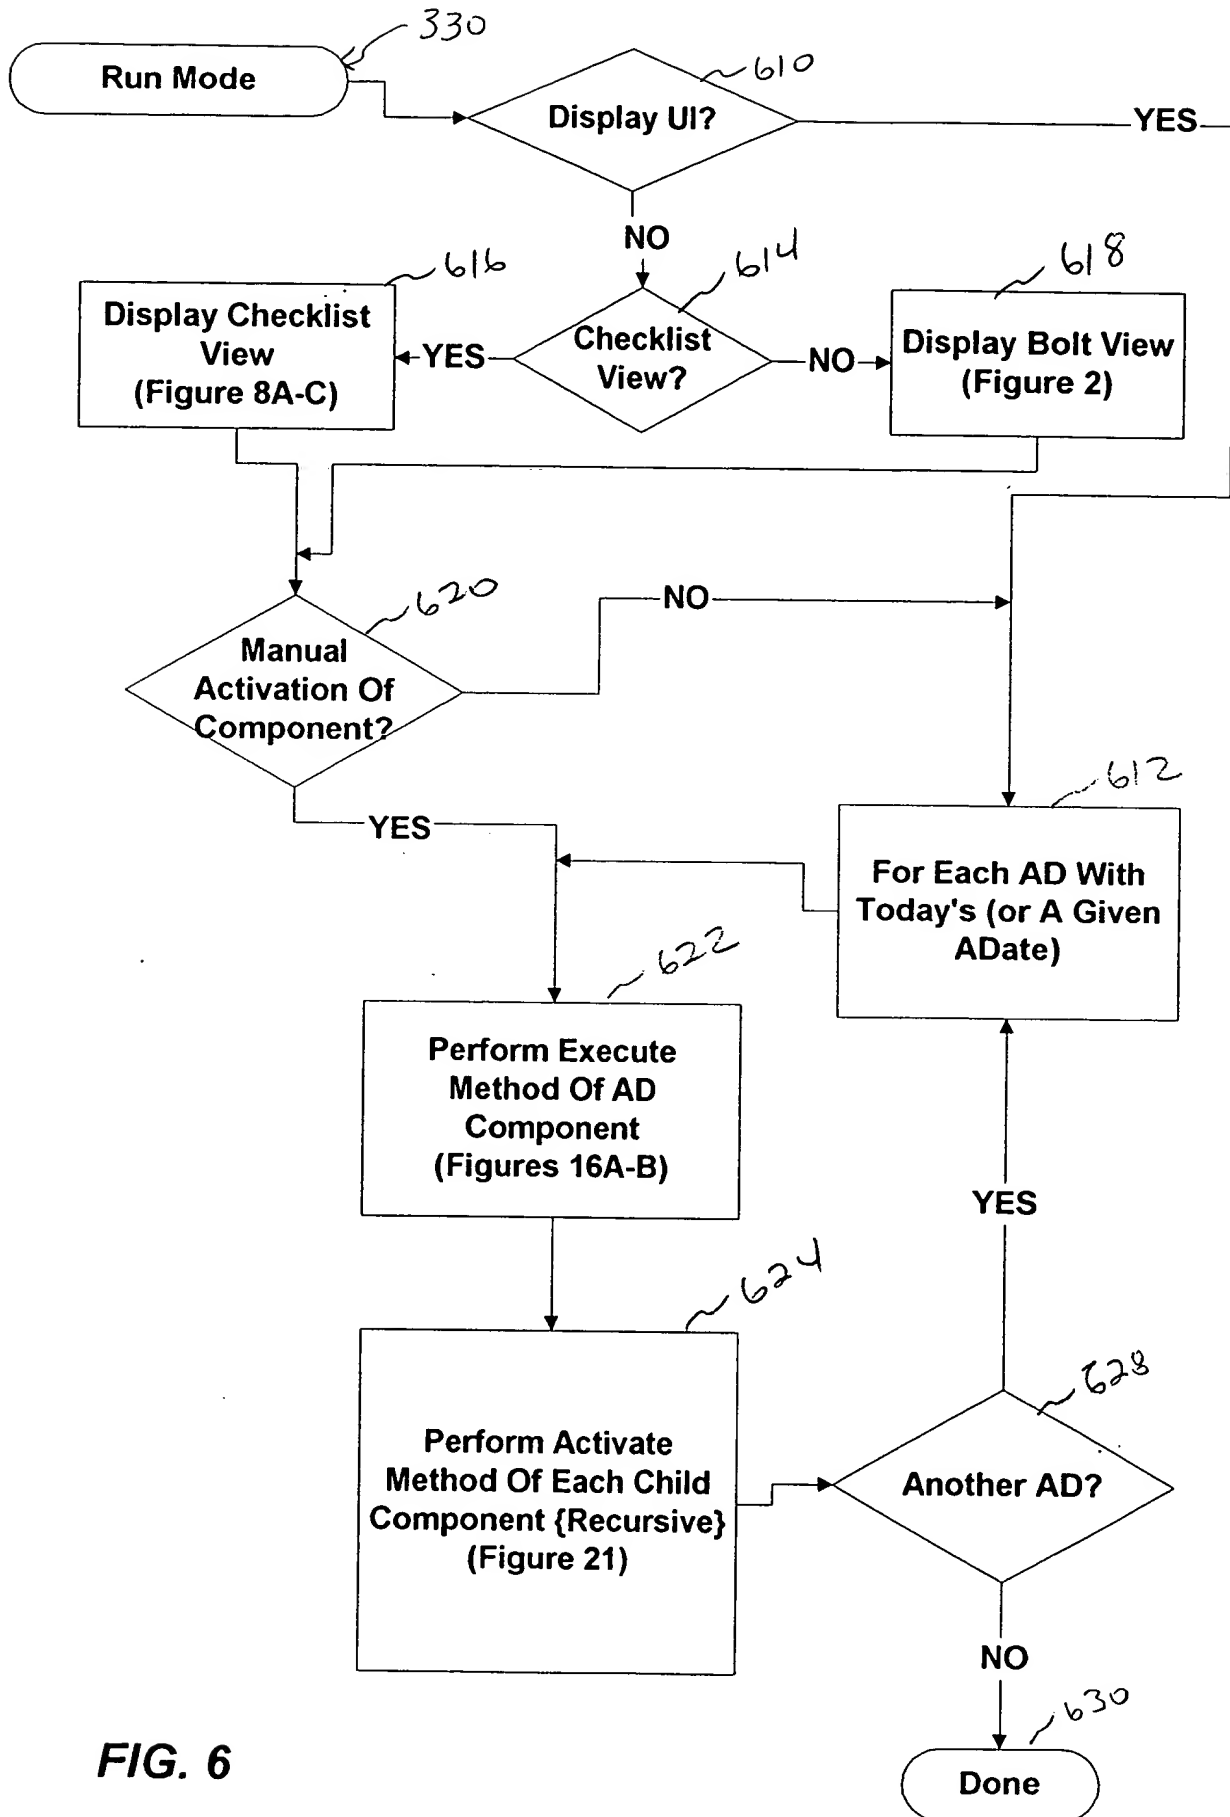 330
Run Mode
610
Display UI?
YES
NO
616
614
618
Display Checklist
View
(Figure 8A-C)
YES
Checklist
View?
NO
Display Bolt View
(Figure 2)
620
NO
Manual
Activation Of
Component?
612
YES
For Each AD With
Today's (or A Given
ADate)
622
Perform Execute
Method Of AD
Component
(Figures 16A-B)
YES
624
628
Perform Activate
Method Of Each Child
Component {Recursive}
(Figure 21)
Another AD?
NO
630
Done
FIG. 6